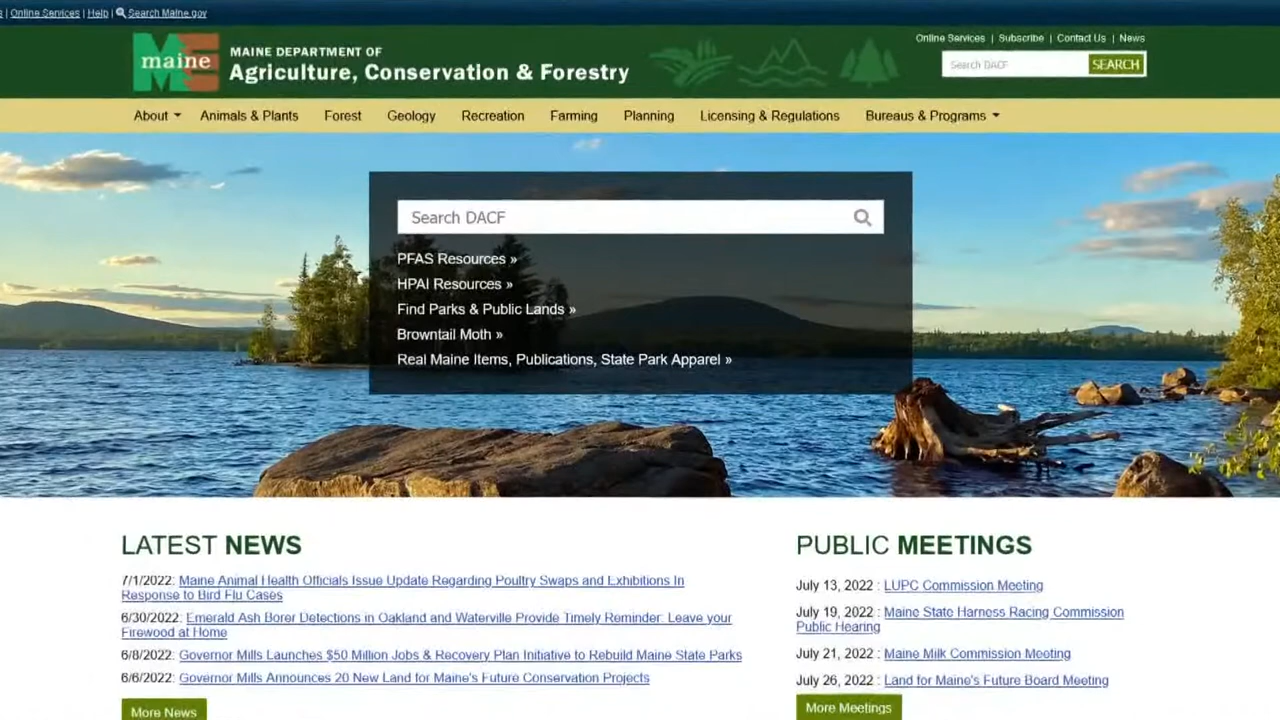 | Online Services | Help | Search Maine.gov
maine
MAINE DEPARTMENT OF
Agriculture, Conservation & Forestry
Online Services | Subscribe | Contact Us | News
Search DACF
SEARCH
About Animals & Plants Forest Geology Recreation Farming Planning Licensing & Regulations Bureaus & Programs
Search DACF
PFAS Resources »
HPAI Resources »
Find Parks & Public Lands »
Browntail Moth »
Real Maine Items, Publications, State Park Apparel »
LATEST NEWS
7/1/2022: Maine Animal Health Officials Issue Update Regarding Poultry Swaps and Exhibitions In
Response to Bird Flu Cases
6/30/2022: Emerald Ash Borer Detections in Oakland and Waterville Provide Timely Reminder: Leave your
Firewood at Home
6/8/2022: Governor Mills Launches $50 Million Jobs & Recovery Plan Initiative to Rebuild Maine State Parks
6/6/2022: Governor Mills Announces 20 New Land for Maine's Future Conservation Projects
More News
PUBLIC MEETINGS
July 13, 2022 : LUPC Commission Meeting
July 19, 2022 : Maine State Harness Racing Commission
Public Hearing
July 21, 2022 : Maine Milk Commission Meeting
July 26, 2022 : Land for Maine's Future Board Meeting
More Meetings